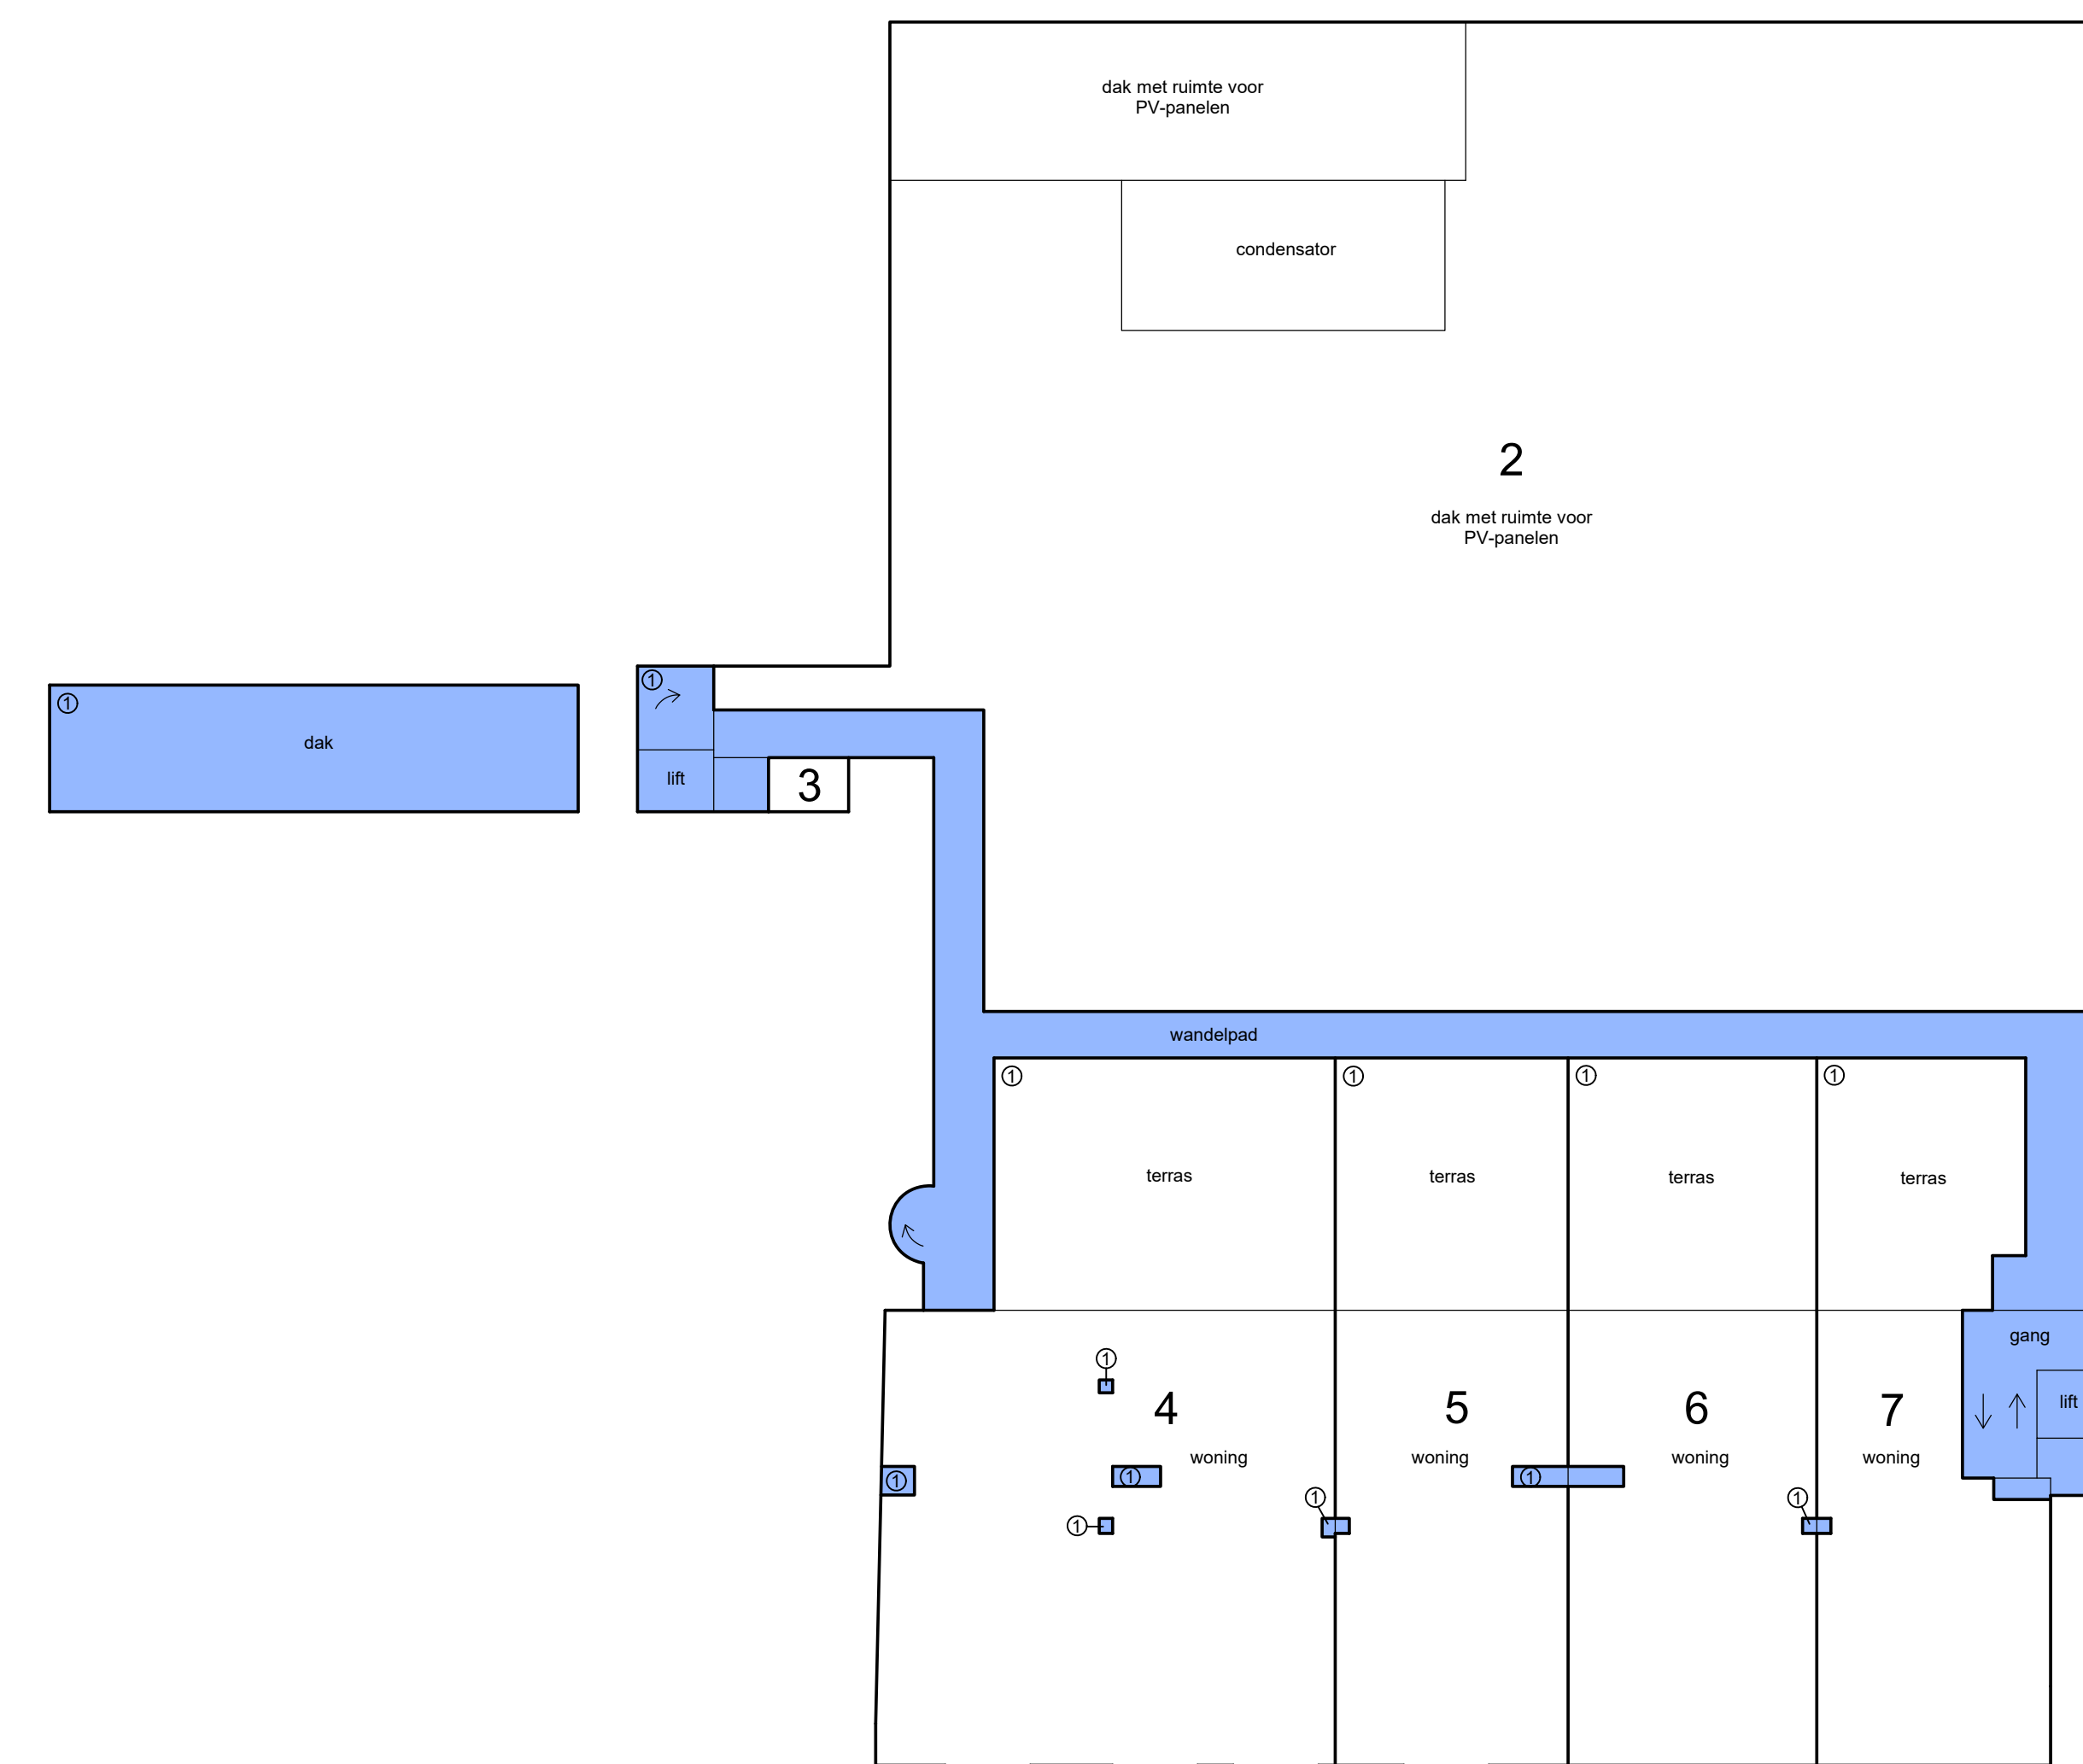 dak met ruimte voor
PV-panelen
condensator
2
dak met ruimte voor
PV-panelen
1
1
dak
lift
3
wandelpad
1
1
1
1
terras
terras
terras
terras
gang
1
4
5
6
7
lift
woning
woning
woning
woning
1
1
1
1
1
1